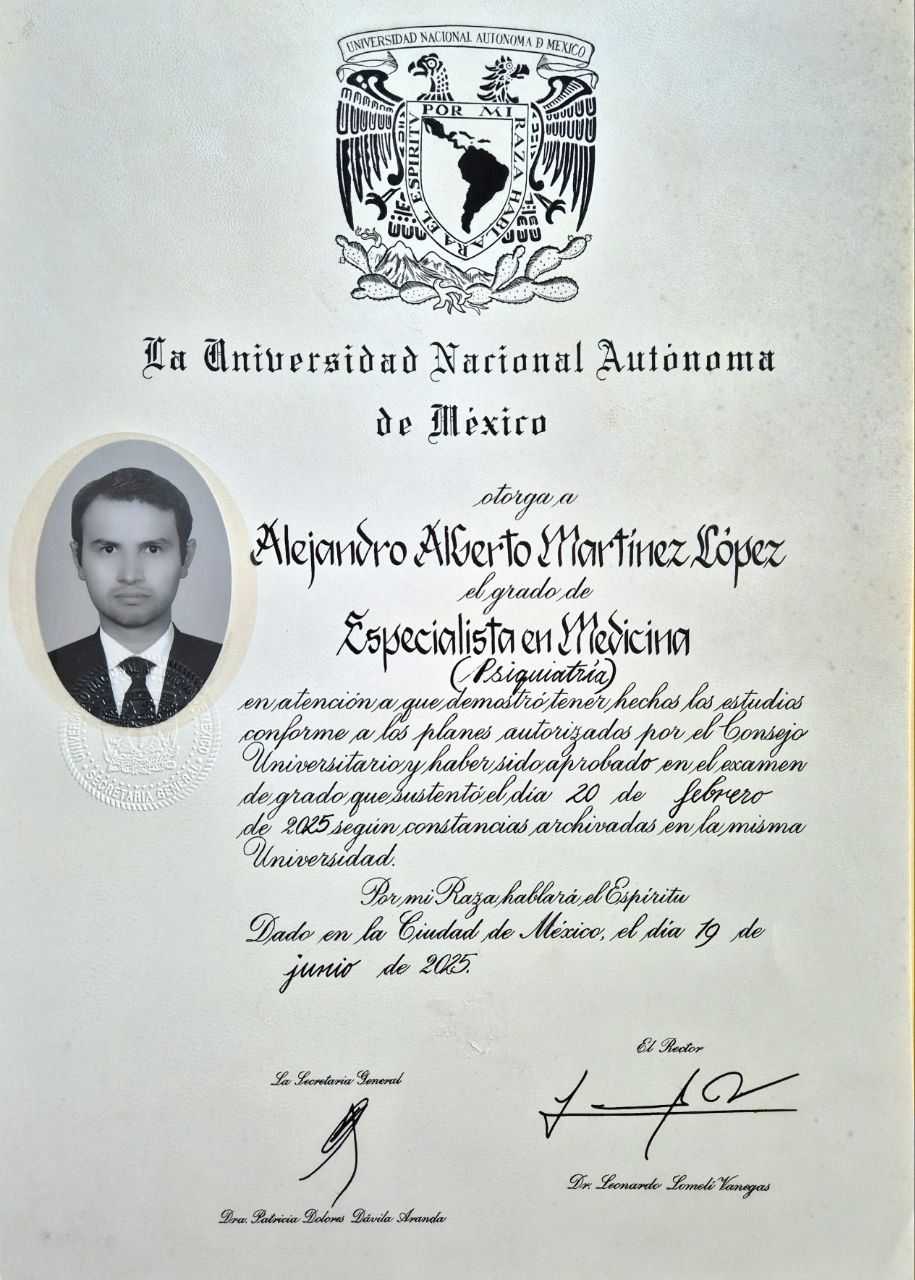 UNIVERSIDAD NACIONAL AUTONOMA D MEXICO
POR MI RAZA HABLARA EL ESPIRITU
La Universidad Nacional Autónoma
de México
otorga a
Alejandro Alberto Martínez López
el grado de
Especialista en Medicina
(Psiquiatría)
en atención a que demostró tener hechos los estudios
conforme a los planes autorizados por el Consejo
Universitario y haber sido aprobado en el examen
de grado que sustentó el día 20 de febrero
de 2025 según constancias archivadas en la misma
Universidad.
Por mi Raza hablará el Espíritu
Dado en la Ciudad de México, el día 19 de
junio de 2025.
El Rector
La Secretaria General
Dr. Leonardo Lomelí Vanegas
Dra. Patricia Dolores Dávila Aranda
SECRETARIA GENERAL